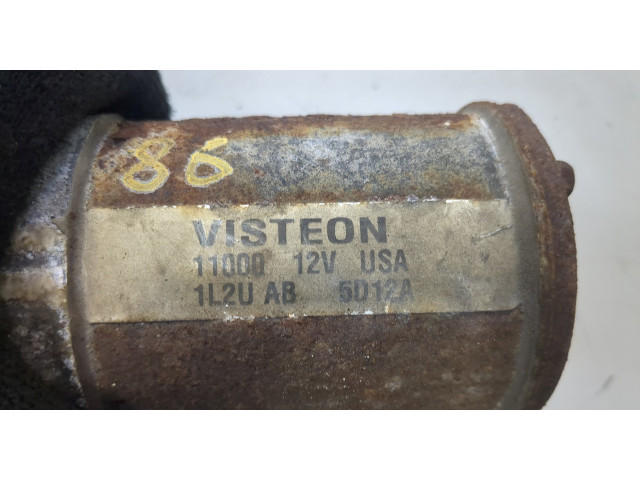 86
VISTEON
11000 12V USA
1L2U AB 5D12A